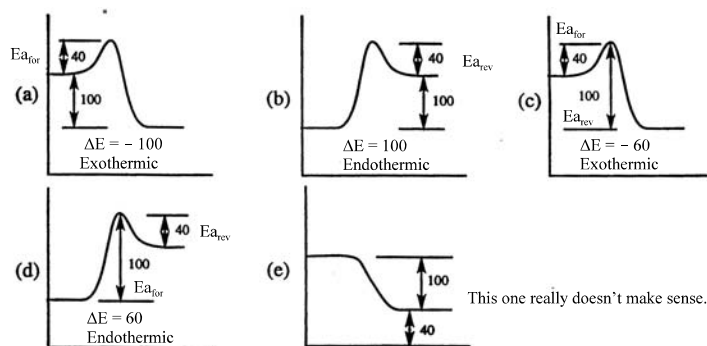 Ea_for
40
(a)
100
ΔE = − 100
Exothermic
(b)
40
Ea_rev
100
ΔE = 100
Endothermic
Ea_for
40
(c)
100
Ea_rev
ΔE = −60
Exothermic
(d)
40
Ea_rev
100
Ea_for
ΔE = 60
Endothermic
(e)
100
This one really doesn’t make sense.
40